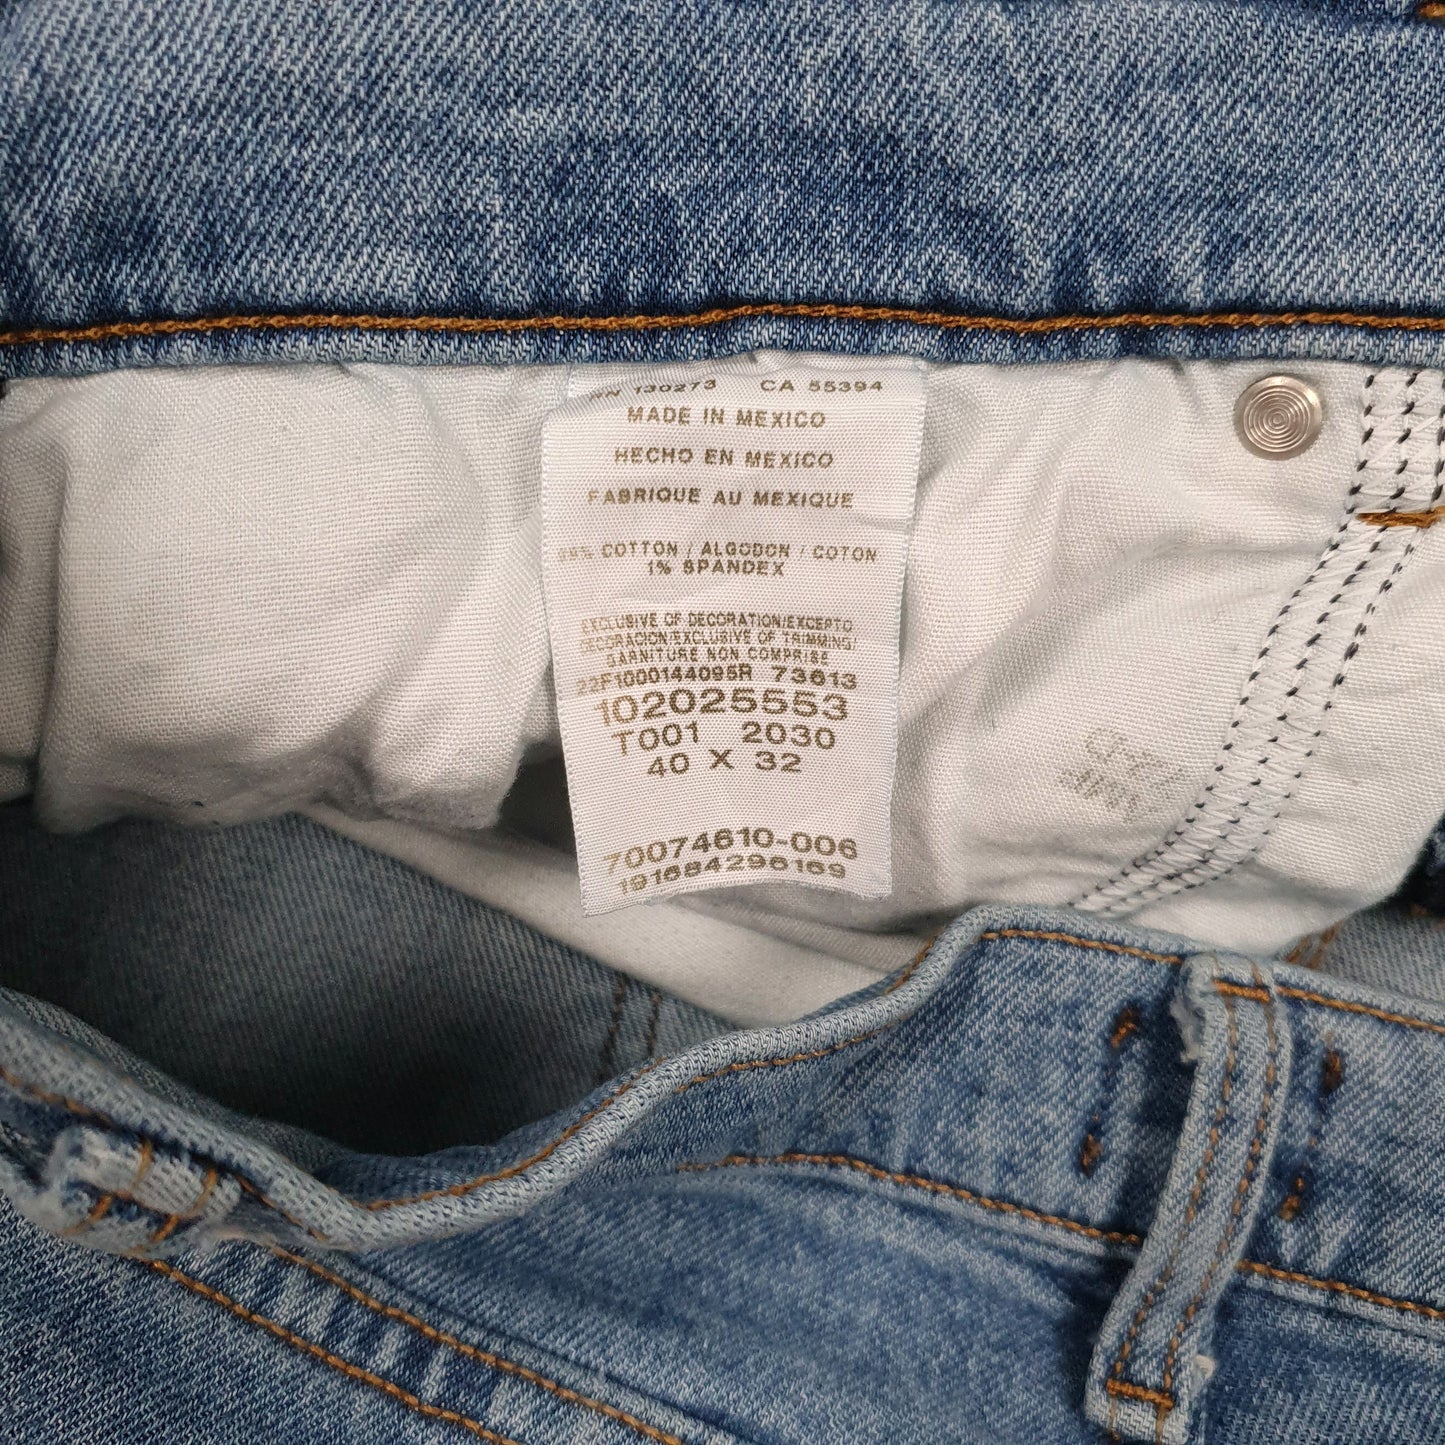 RN 130273 CA 55394
MADE IN MEXICO
HECHO EN MEXICO
FABRIQUE AU MEXIQUE
99% COTTON / ALGODON / COTON
1% SPANDEX
EXCLUSIVE OF DECORATION/EXCEPTO
DECORACION/EXCLUSIVE OF TRIMMING/
GARNITURE NON COMPRISE
22F1000144095R 73613
102025553
T001 2030
40 X 32
70074610-006
191684296169